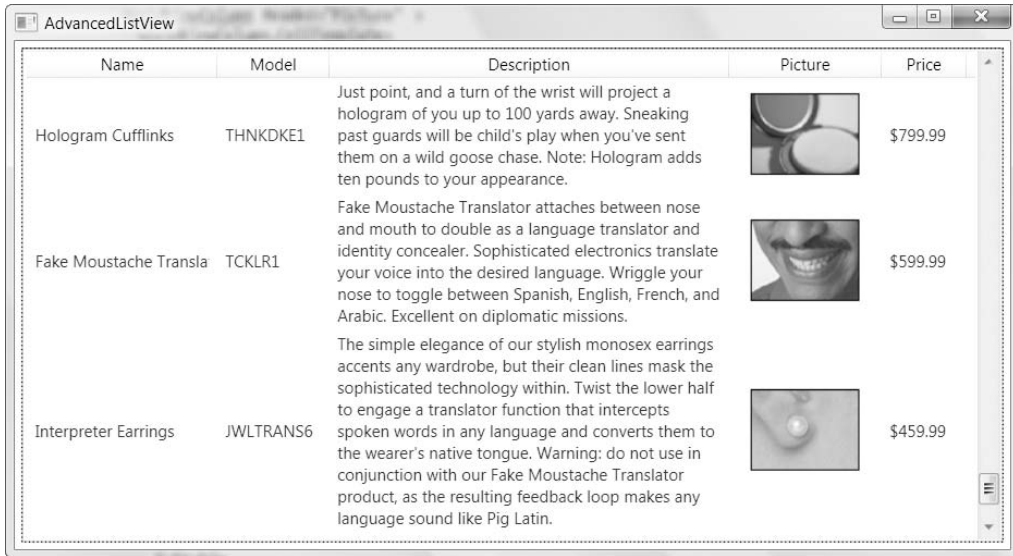 AdvancedListView
Name Model Description Picture Price
Just point, and a turn of the wrist will project a
hologram of you up to 100 yards away. Sneaking
Hologram Cufflinks THNKDKE1 past guards will be child's play when you've sent $799.99
them on a wild goose chase. Note: Hologram adds
ten pounds to your appearance.
Fake Moustache Translator attaches between nose
and mouth to double as a language translator and
identity concealer. Sophisticated electronics translate
Fake Moustache Transla TCKLR1 your voice into the desired language. Wriggle your $599.99
nose to toggle between Spanish, English, French, and
Arabic. Excellent on diplomatic missions.
The simple elegance of our stylish monosex earrings
accents any wardrobe, but their clean lines mask the
sophisticated technology within. Twist the lower half
to engage a translator function that intercepts
Interpreter Earrings JWLTRANS6 spoken words in any language and converts them to $459.99
the wearer's native tongue. Warning: do not use in
conjunction with our Fake Moustache Translator
product, as the resulting feedback loop makes any
language sound like Pig Latin.